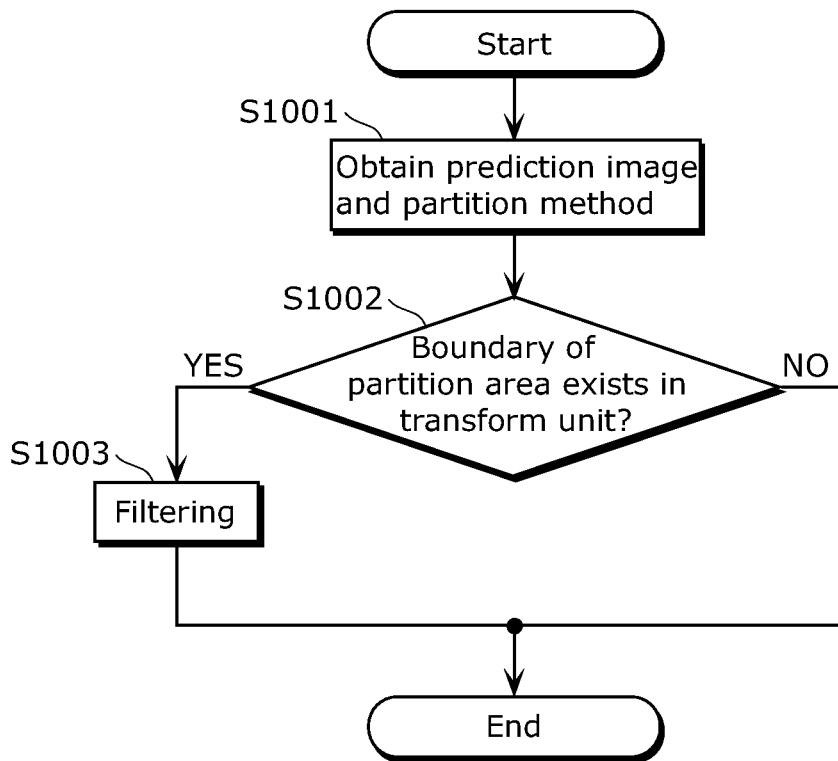 Start
S1001
Obtain prediction image
and partition method
S1002
Boundary of
partition area exists in
transform unit?
YES
NO
S1003
Filtering
End